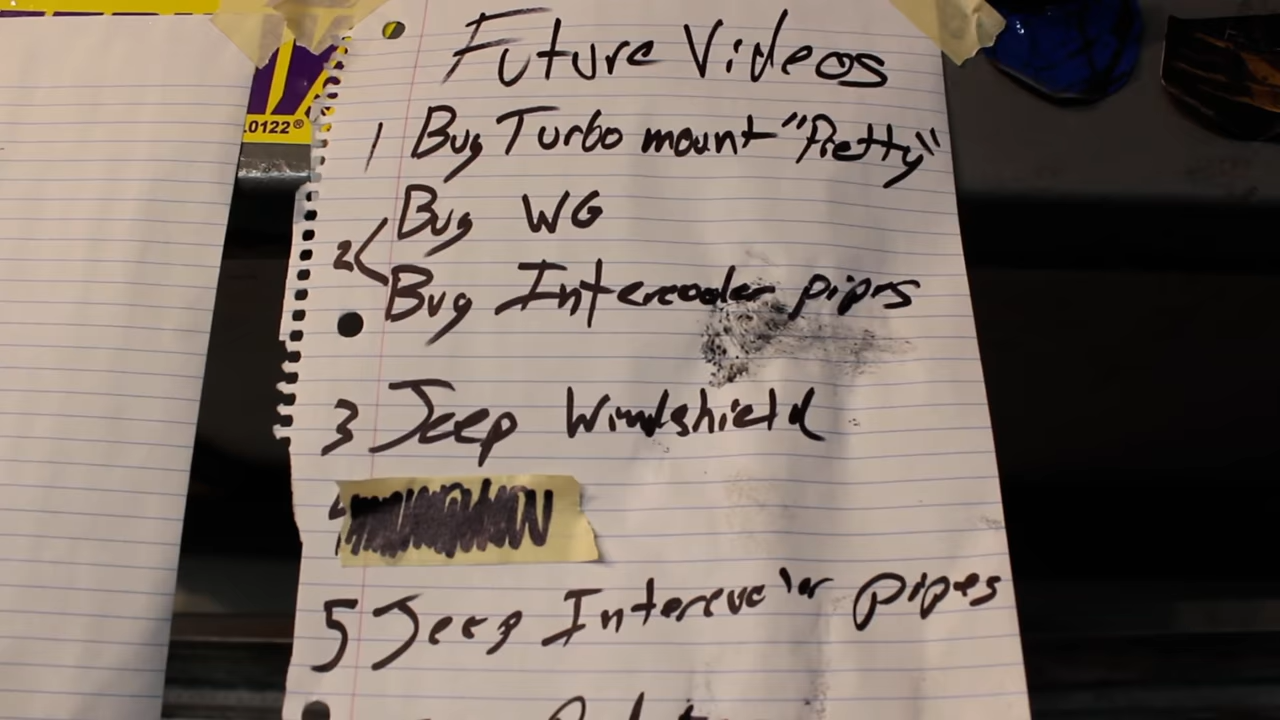 .0122®
Future Videos
1 Bug Turbo mount "Pretty"
Bug WG
2
Bug Intercooler pipes
3 Jeep Windshield
5 Jeep Intercooler pipes